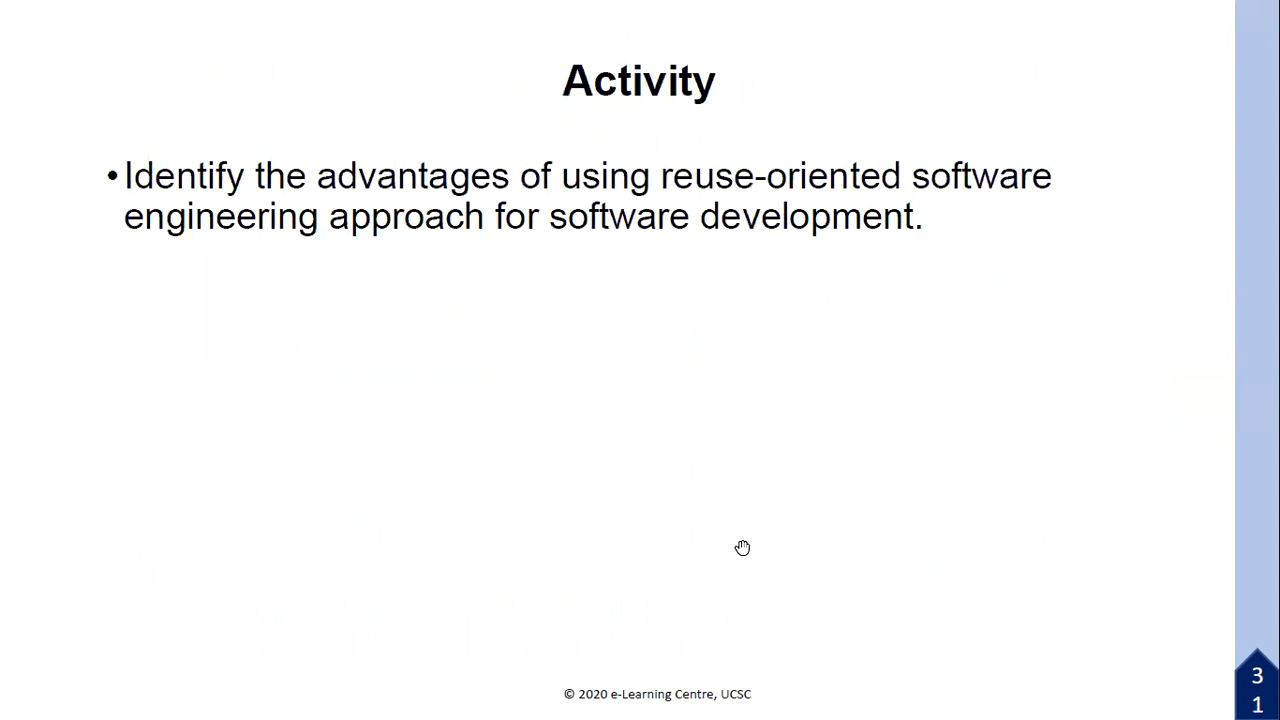 Activity
•Identify the advantages of using reuse-oriented software
engineering approach for software development.
© 2020 e-Learning Centre, UCSC
3
1